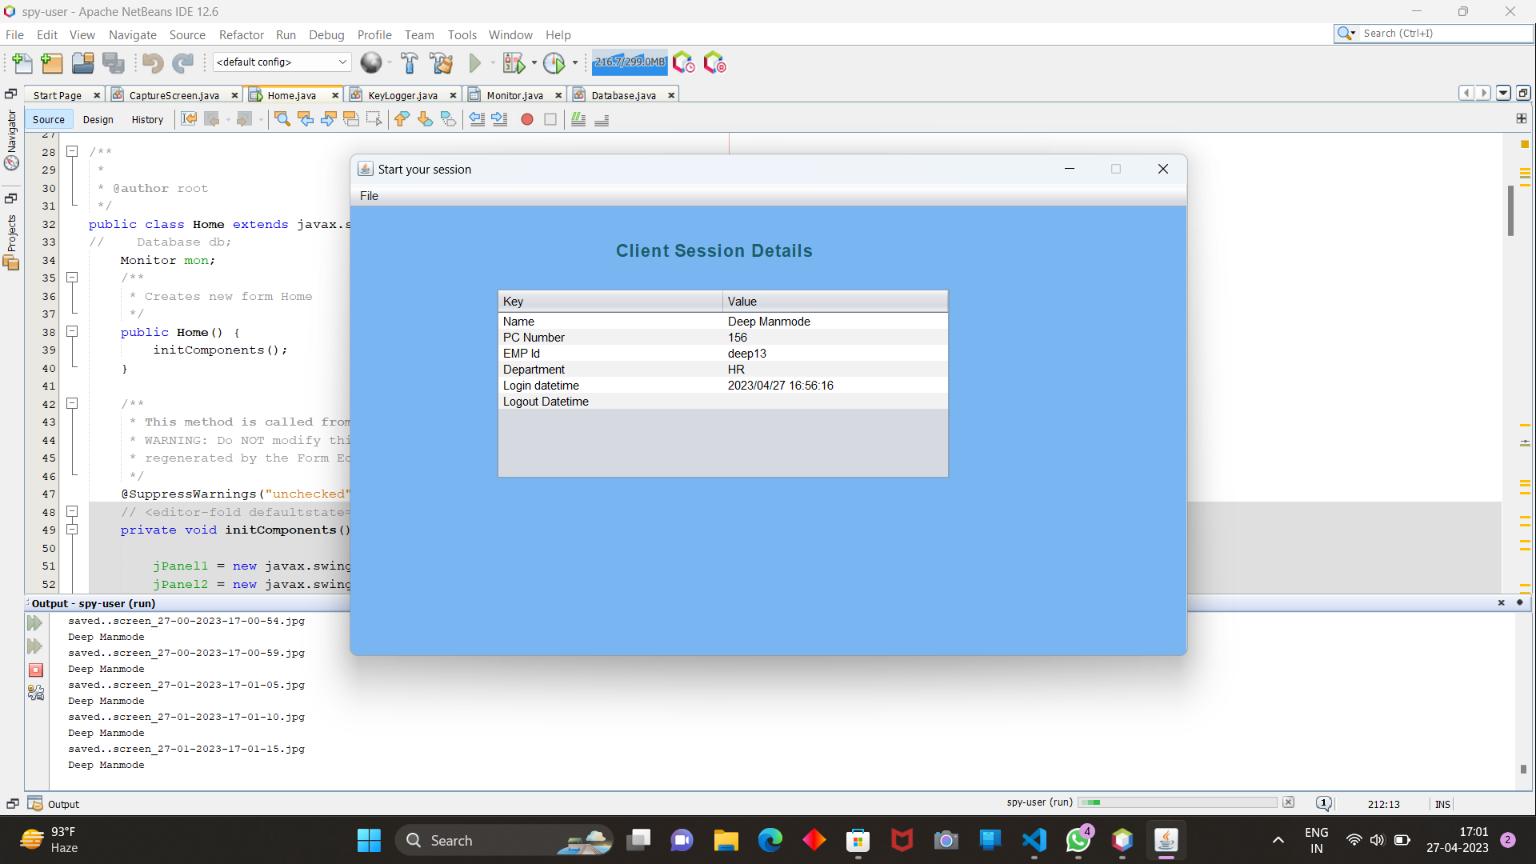 spy-user - Apache NetBeans IDE 12.6
File Edit View Navigate Source Refactor Run Debug Profile Team Tools Window Help
Search (Ctrl+I)
<default config>
216.7/299.0MB
Start Page CaptureScreen.java Home.java KeyLogger.java Monitor.java Database.java
Source Design History
Navigator
Projects
27
28 /**
29 *
30 * @author root
31 */
32 public class Home extends javax.s
33 // Database db;
34 Monitor mon;
35 /**
36 * Creates new form Home
37 */
38 public Home() {
39 initComponents();
40 }
41
42 /**
43 * This method is called from
44 * WARNING: Do NOT modify thi
45 * regenerated by the Form Ed
46 */
47 @SuppressWarnings("unchecked"
48 // <editor-fold defaultstate=
49 private void initComponents()
50
51 jPanel1 = new javax.swing
52 jPanel2 = new javax.swing
Start your session
File
Client Session Details
Key Value
Name Deep Manmode
PC Number 156
EMP Id deep13
Department HR
Login datetime 2023/04/27 16:56:16
Logout Datetime
Output - spy-user (run)
saved..screen_27-00-2023-17-00-54.jpg
Deep Manmode
saved..screen_27-00-2023-17-00-59.jpg
Deep Manmode
saved..screen_27-01-2023-17-01-05.jpg
Deep Manmode
saved..screen_27-01-2023-17-01-10.jpg
Deep Manmode
saved..screen_27-01-2023-17-01-15.jpg
Deep Manmode
Output
spy-user (run)
1
212:13
INS
93°F
Haze
Search
4
ENG
IN
17:01
27-04-2023
2